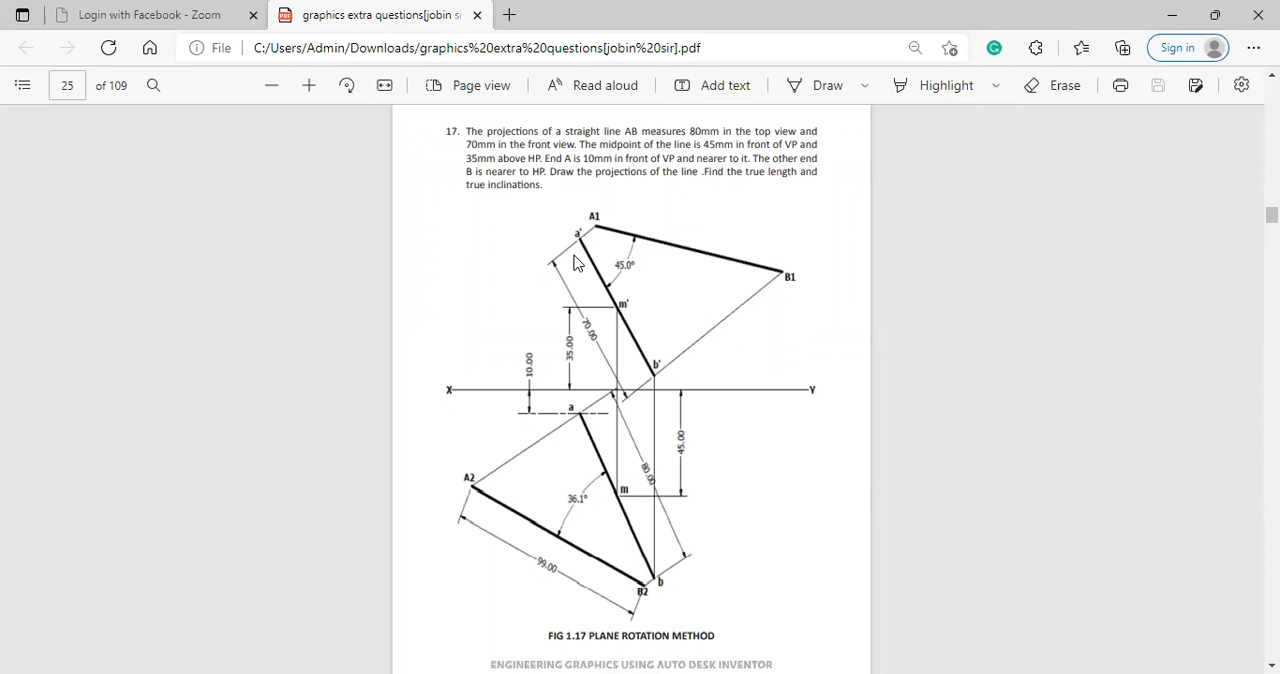 Login with Facebook - Zoom
graphics extra questions[jobin si
File
C:/Users/Admin/Downloads/graphics%20extra%20questions[jobin%20sir].pdf
Sign in
25 of 109
Page view
Read aloud
Add text
Draw
Highlight
Erase
17. The projections of a straight line AB measures 80mm in the top view and
70mm in the front view. The midpoint of the line is 45mm in front of VP and
35mm above HP. End A is 10mm in front of VP and nearer to it. The other end
B is nearer to HP. Draw the projections of the line .Find the true length and
true inclinations.
A1
a'
45.0°
B1
m'
70.00
35.00
10.00
b'
X
Y
a
45.00
80.00
A2
m
36.1°
99.00
b
B2
FIG 1.17 PLANE ROTATION METHOD
ENGINEERING GRAPHICS USING AUTO DESK INVENTOR